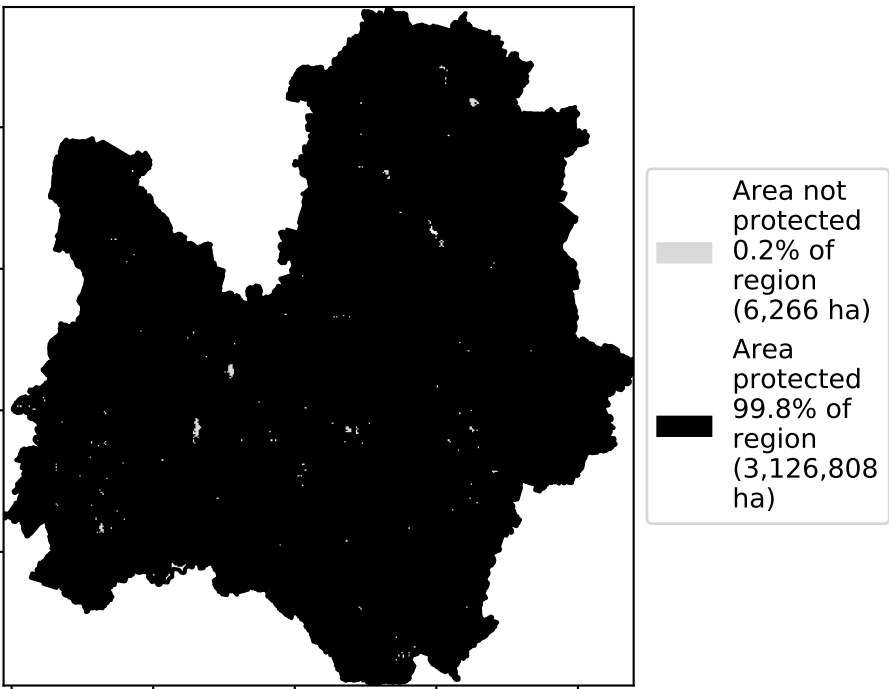 Area not
protected
0.2% of
region
(6,266 ha)
Area
protected
99.8% of
region
(3,126,808
ha)